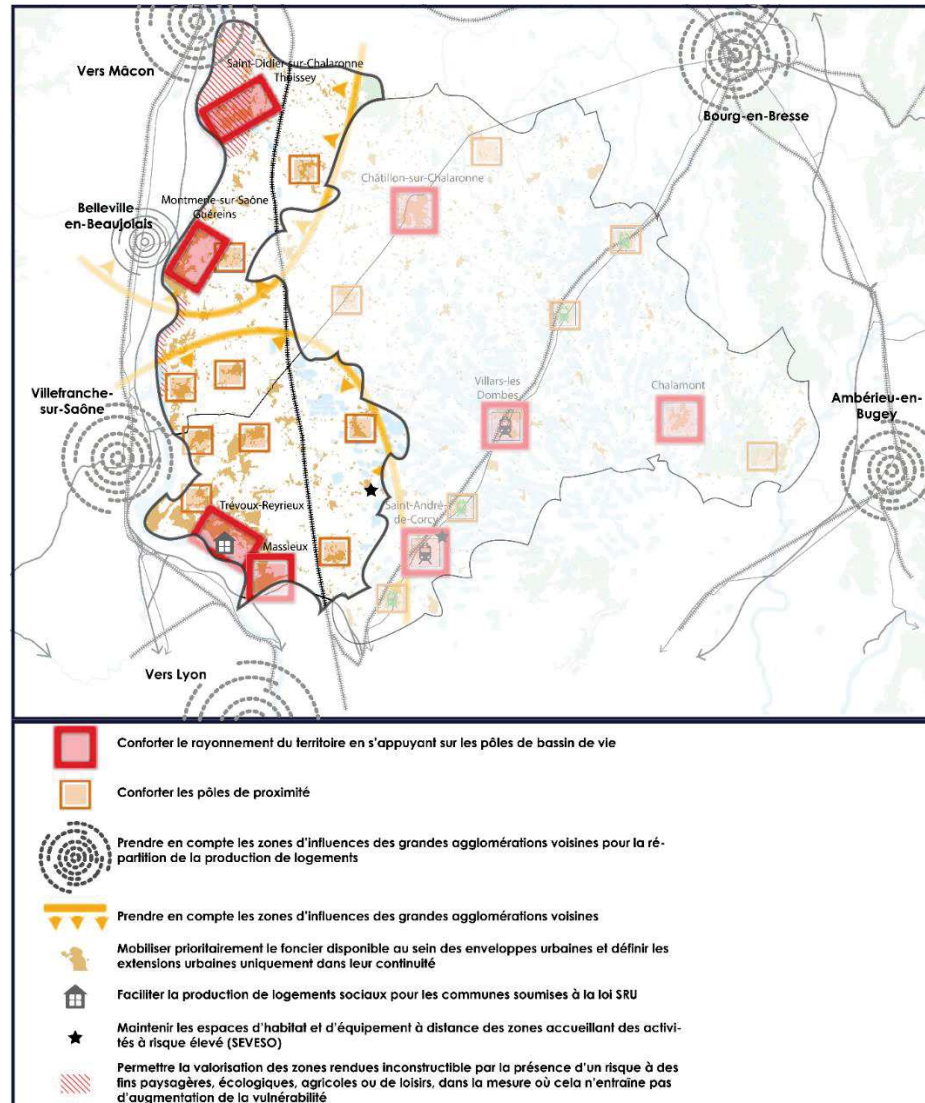 Vers Mâcon
Saint-Didier-sur-Chalaronne
Thoissey
Bourg-en-Bresse
Châtillon-sur-Chalaronne
Belleville
en-Beaujolais
Montmerle-sur-Saône
Guéreins
Villefranche-
sur-Saône
Villars-les
Dombes
Chalamont
Ambérieu-en-
Bugey
Trévoux-Reyrieux
Saint-André-
de-Corcy
Massieux
Vers Lyon
Conforter le rayonnement du territoire en s'appuyant sur les pôles de bassin de vie
Conforter les pôles de proximité
Prendre en compte les zones d'influences des grandes agglomérations voisines pour la ré-
partition de la production de logements
Prendre en compte les zones d'influences des grandes agglomérations voisines
Mobiliser prioritairement le foncier disponible au sein des enveloppes urbaines et définir les
extensions urbaines uniquement dans leur continuité
Faciliter la production de logements sociaux pour les communes soumises à la loi SRU
Maintenir les espaces d'habitat et d'équipement à distance des zones accueillant des activi-
tés à risque élevé (SEVESO)
Permettre la valorisation des zones rendues inconstructible par la présence d'un risque à des
fins paysagères, écologiques, agricoles ou de loisirs, dans la mesure où cela n'entraîne pas
d'augmentation de la vulnérabilité